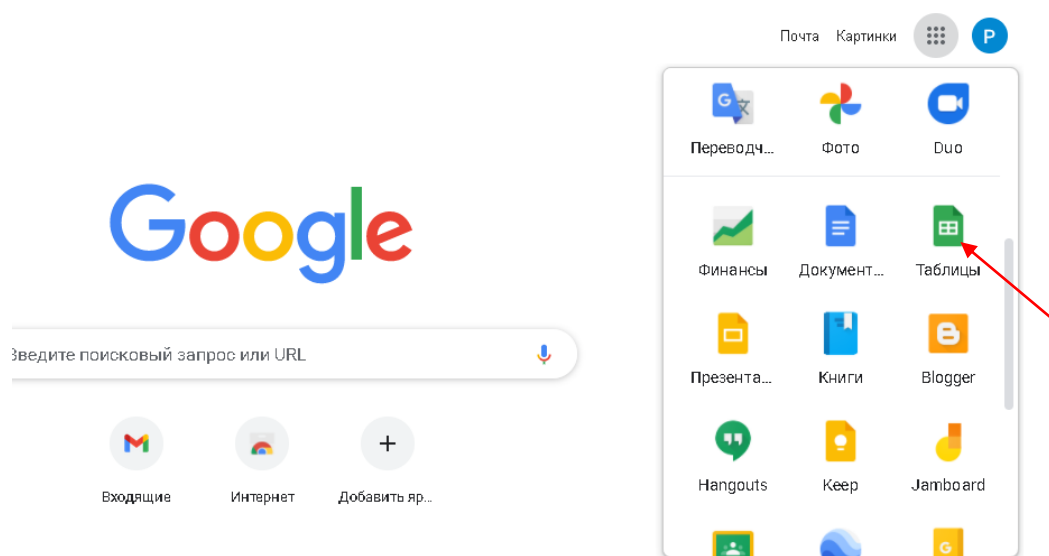 Почта Картинки
P
Переводч... Фото Duo
Google
Финансы Документ... Таблицы
Введите поисковый запрос или URL
Презента... Книги Blogger
Входящие Интернет Добавить яр...
Hangouts Keep Jamboard